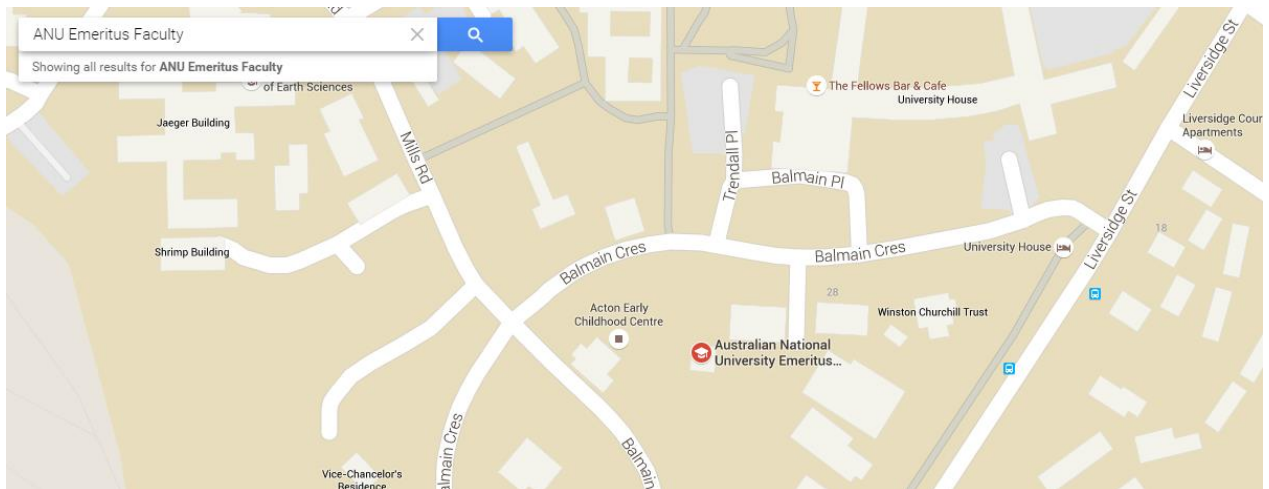 ANU Emeritus Faculty
Showing all results for ANU Emeritus Faculty
of Earth Sciences
Jaeger Building
Mills Rd
Shrimp Building
The Fellows Bar & Cafe
University House
Liversidge St
Liversidge Cour
Apartments
Trendall Pl
Balmain Pl
Balmain Cres
Balmain Cres
University House
Liversidge St
18
28
Acton Early
Childhood Centre
Winston Churchill Trust
Australian National
University Emeritus...
almain Cres
Balmain
Vice-Chancelor's
Residence